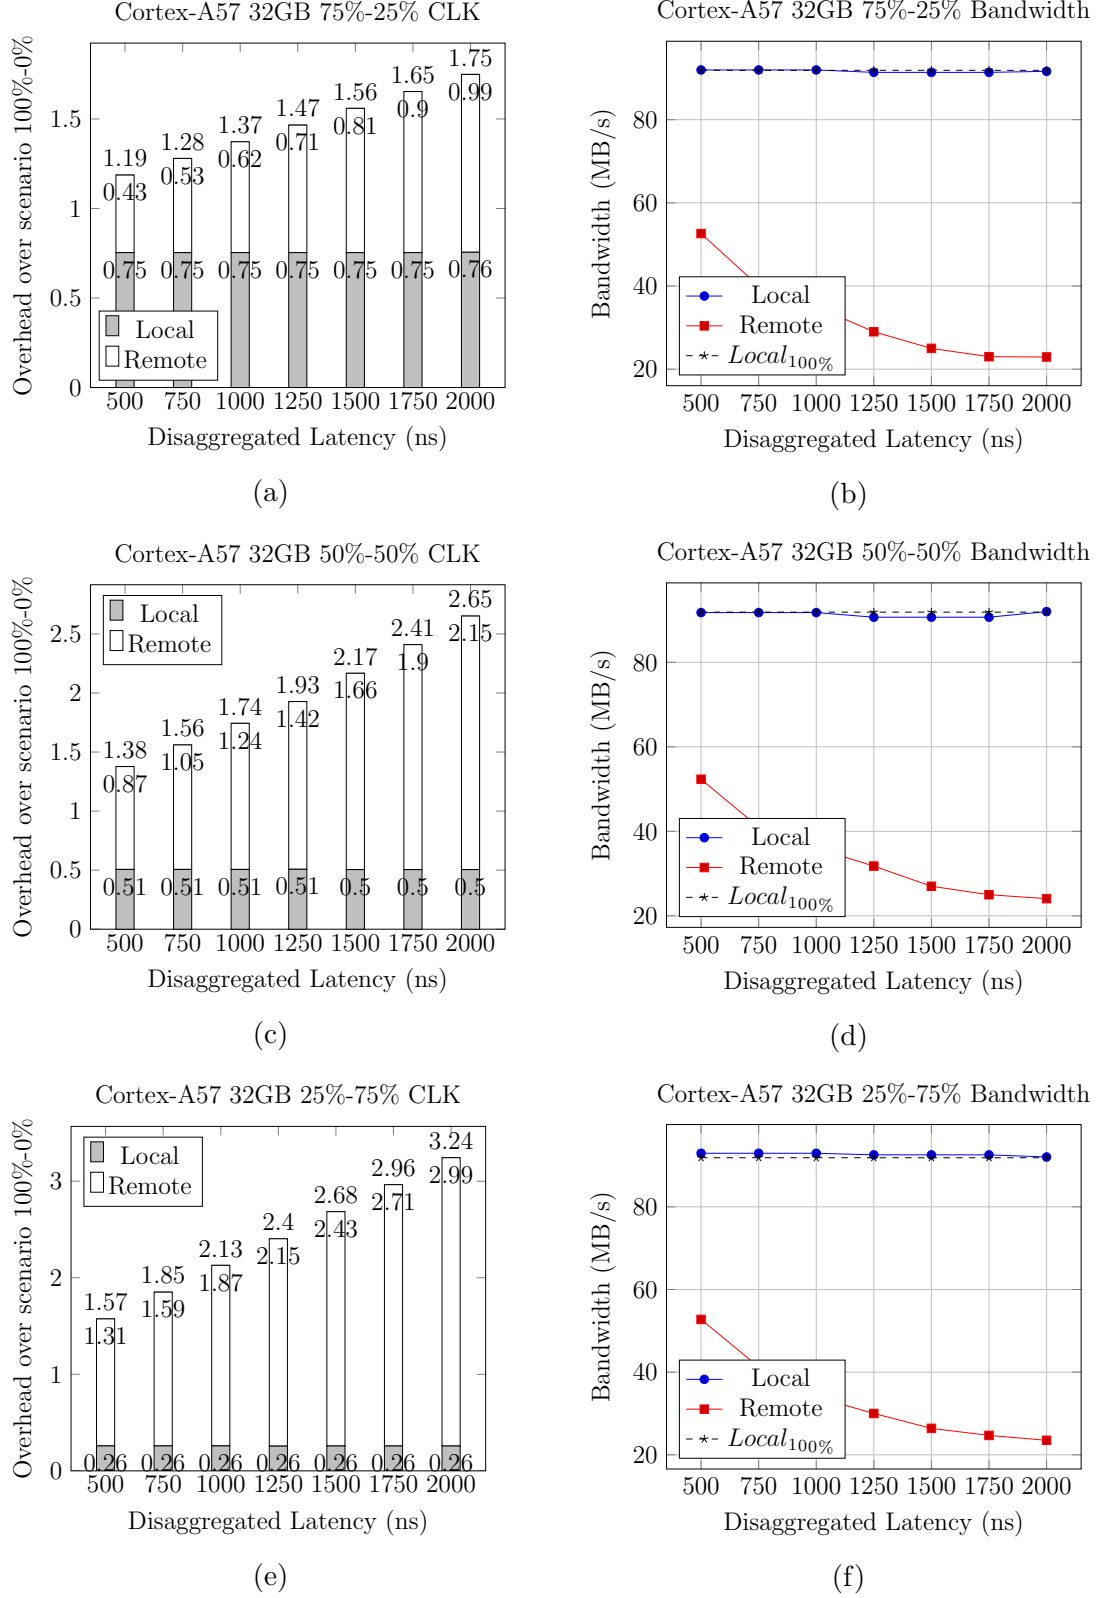 Cortex-A57 32GB 75%-25% CLK
Overhead over scenario 100%-0%
1.5
1
0.5
0
1.19 1.28 1.37 1.47 1.56 1.65 1.75
0.43 0.53 0.62 0.71 0.81 0.9 0.99
0.75 0.75 0.75 0.75 0.75 0.75 0.76
Local
Remote
500 750 1000 1250 1500 1750 2000
Disaggregated Latency (ns)
(a)
Cortex-A57 32GB 75%-25% Bandwidth
Bandwidth (MB/s)
80
60
40
20
Local
Remote
Local100%
500 750 1000 1250 1500 1750 2000
Disaggregated Latency (ns)
(b)
Cortex-A57 32GB 50%-50% CLK
Overhead over scenario 100%-0%
2.5
2
1.5
1
0.5
0
Local
Remote
1.38 1.56 1.74 1.93 2.17 2.41 2.65
0.87 1.05 1.24 1.42 1.66 1.9 2.15
0.51 0.51 0.51 0.51 0.5 0.5 0.5
500 750 1000 1250 1500 1750 2000
Disaggregated Latency (ns)
(c)
Cortex-A57 32GB 50%-50% Bandwidth
Bandwidth (MB/s)
80
60
40
20
Local
Remote
Local100%
500 750 1000 1250 1500 1750 2000
Disaggregated Latency (ns)
(d)
Cortex-A57 32GB 25%-75% CLK
Overhead over scenario 100%-0%
3
2
1
0
Local
Remote
1.57 1.85 2.13 2.4 2.68 2.96 3.24
1.31 1.59 1.87 2.15 2.43 2.71 2.99
0.26 0.26 0.26 0.26 0.26 0.26 0.26
500 750 1000 1250 1500 1750 2000
Disaggregated Latency (ns)
(e)
Cortex-A57 32GB 25%-75% Bandwidth
Bandwidth (MB/s)
80
60
40
20
Local
Remote
Local100%
500 750 1000 1250 1500 1750 2000
Disaggregated Latency (ns)
(f)